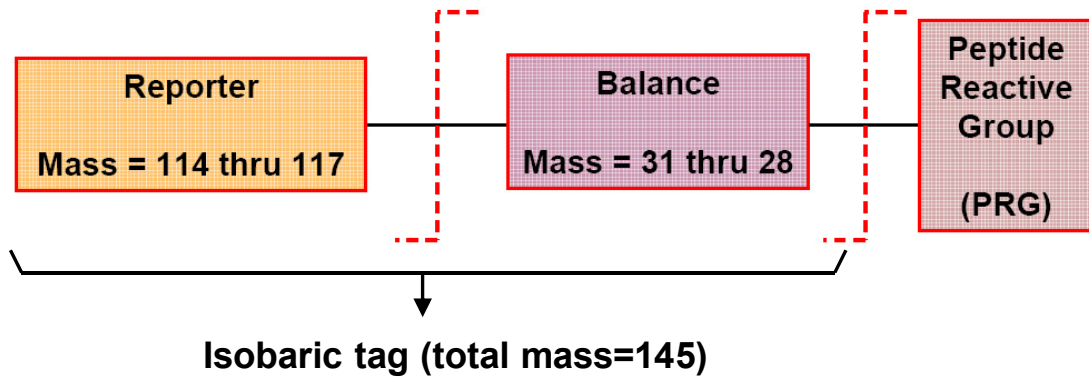 Reporter
Mass = 114 thru 117
Balance
Mass = 31 thru 28
Peptide
Reactive
Group
(PRG)
Isobaric tag (total mass=145)